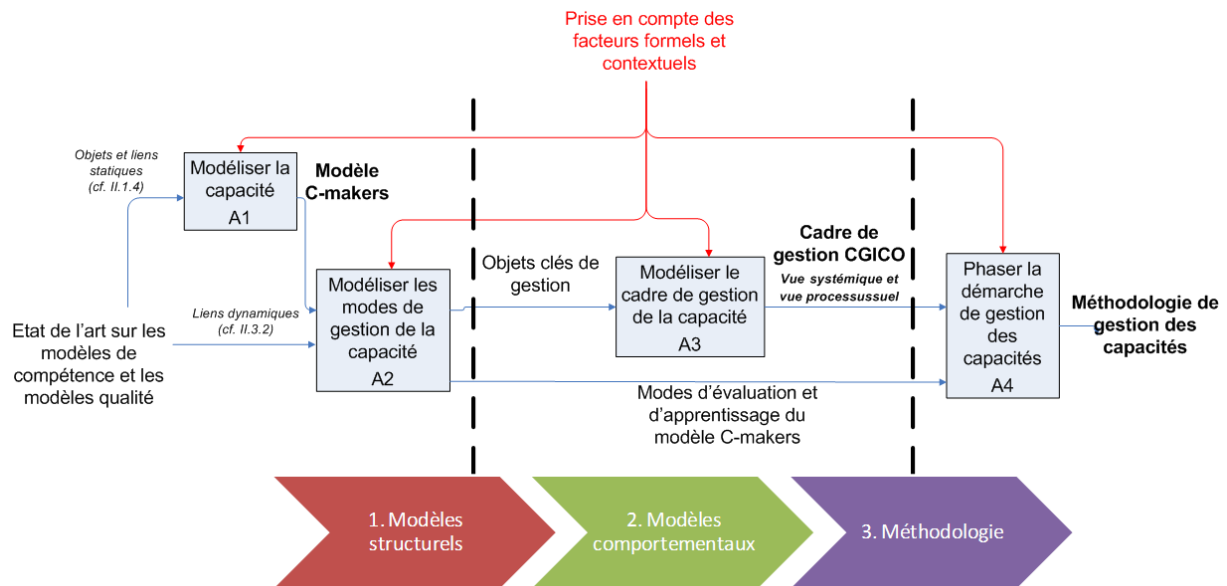 Prise en compte des
facteurs formels et
contextuels
Objets et liens
statiques
(cf. II.1.4)
Modéliser la
capacité
A1
Modèle
C-makers
Etat de l'art sur les
modèles de
compétence et les
modèles qualité
Liens dynamiques
(cf. II.3.2)
Modéliser les
modes de
gestion de la
capacité
A2
Objets clés de
gestion
Modéliser le
cadre de gestion
de la capacité
A3
Cadre de
gestion CGICO
Vue systémique et
vue processussuel
Modes d'évaluation et
d'apprentissage du
modèle C-makers
Phaser la
démarche
de gestion
des
capacités
A4
Méthodologie de
gestion des
capacités
1. Modèles
structurels
2. Modèles
comportementaux
3. Méthodologie